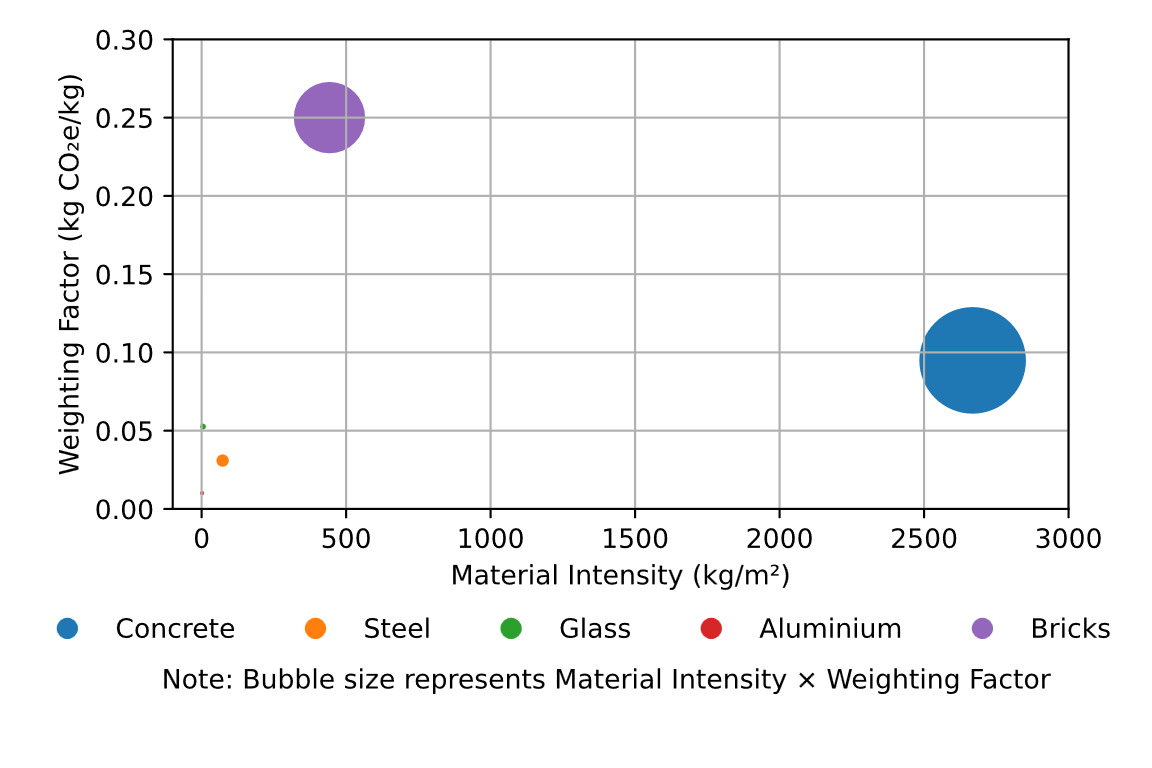 0.30
0.25
0.20
0.15
0.10
0.05
0.00
Weighting Factor (kg CO₂e/kg)
0 500 1000 1500 2000 2500 3000
Material Intensity (kg/m²)
Concrete Steel Glass Aluminium Bricks
Note: Bubble size represents Material Intensity × Weighting Factor